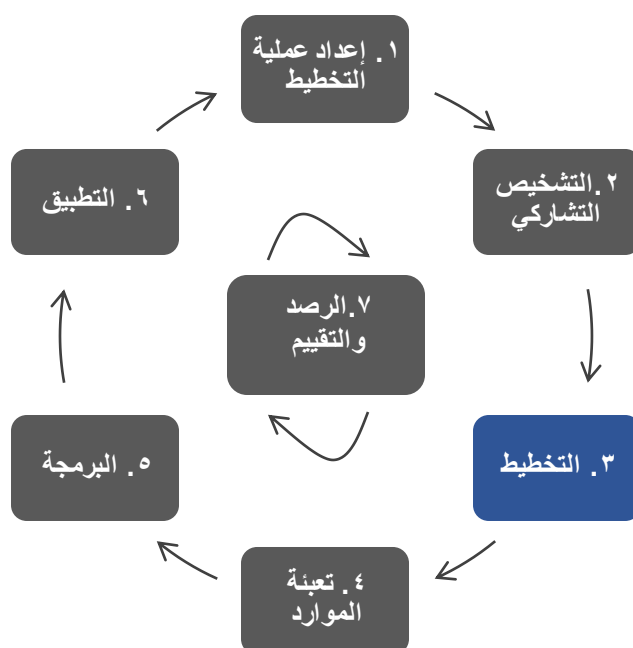 ١. إعداد عملية
التخطيط
٢.التشخيص
التشاركي
٣. التخطيط
٤. تعبئة
الموارد
٥. البرمجة
٦. التطبيق
٧.الرصد
والتقييم